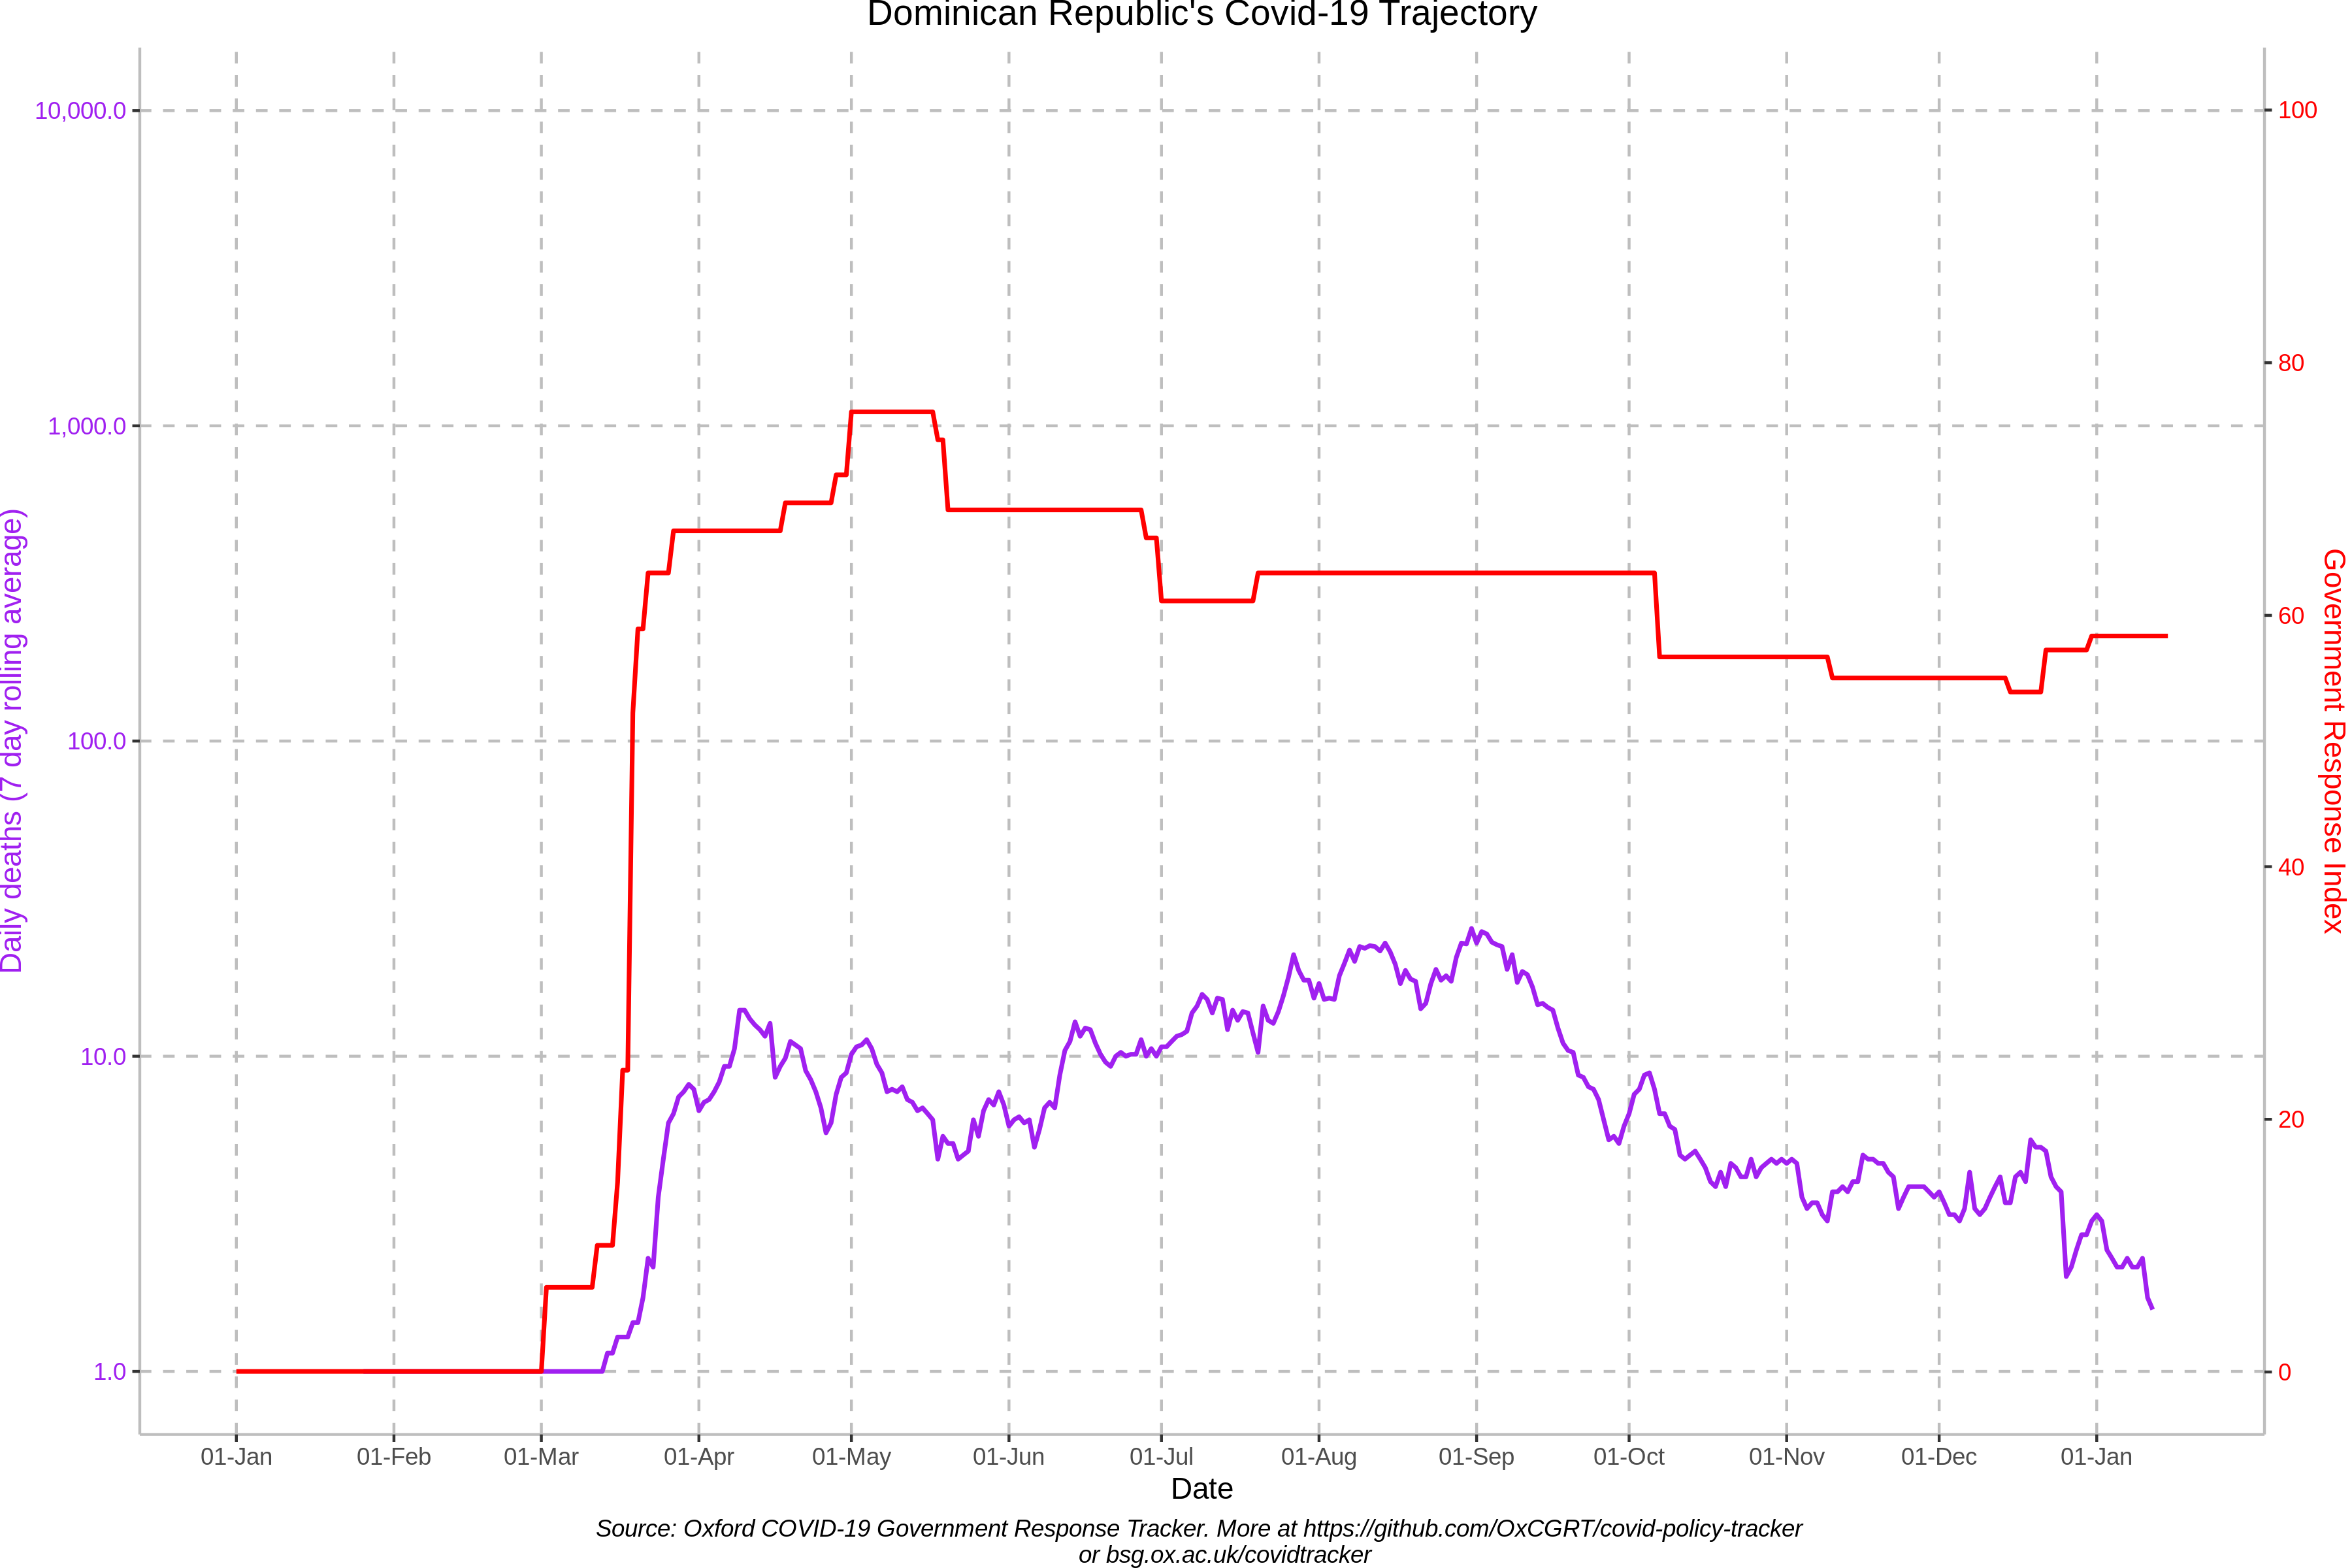 Dominican Republic's Covid-19 Trajectory
10,000.0
1,000.0
100.0
10.0
1.0
Daily deaths (7 day rolling average)
100
80
60
40
20
0
Government Response Index
01-Jan 01-Feb 01-Mar 01-Apr 01-May 01-Jun 01-Jul 01-Aug 01-Sep 01-Oct 01-Nov 01-Dec 01-Jan
Date
Source: Oxford COVID-19 Government Response Tracker. More at https://github.com/OxCGRT/covid-policy-tracker
or bsg.ox.ac.uk/covidtracker